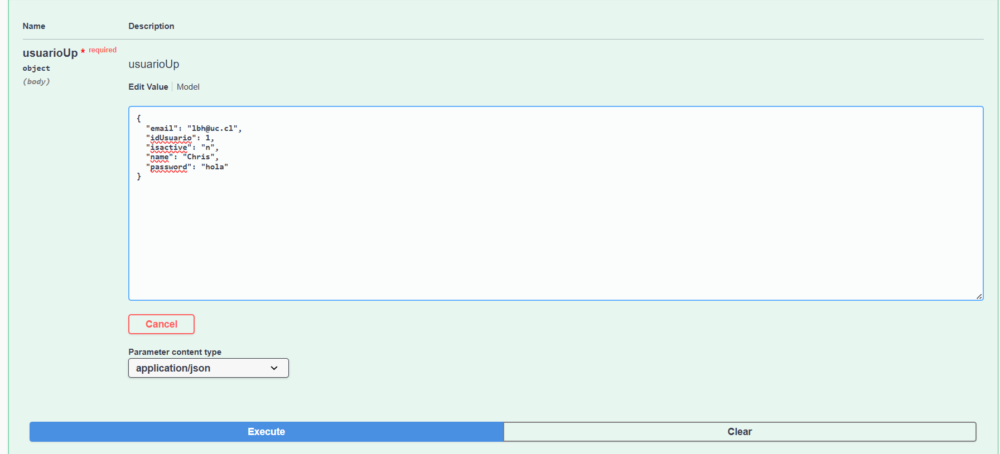 Name Description
usuarioUp * required
object
(body)
usuarioUp
Edit Value Model
{
  "email": "lbh@uc.cl",
  "idUsuario": 1,
  "isactive": "n",
  "name": "Chris",
  "password": "hola"
}
Cancel
Parameter content type
application/json
Execute Clear